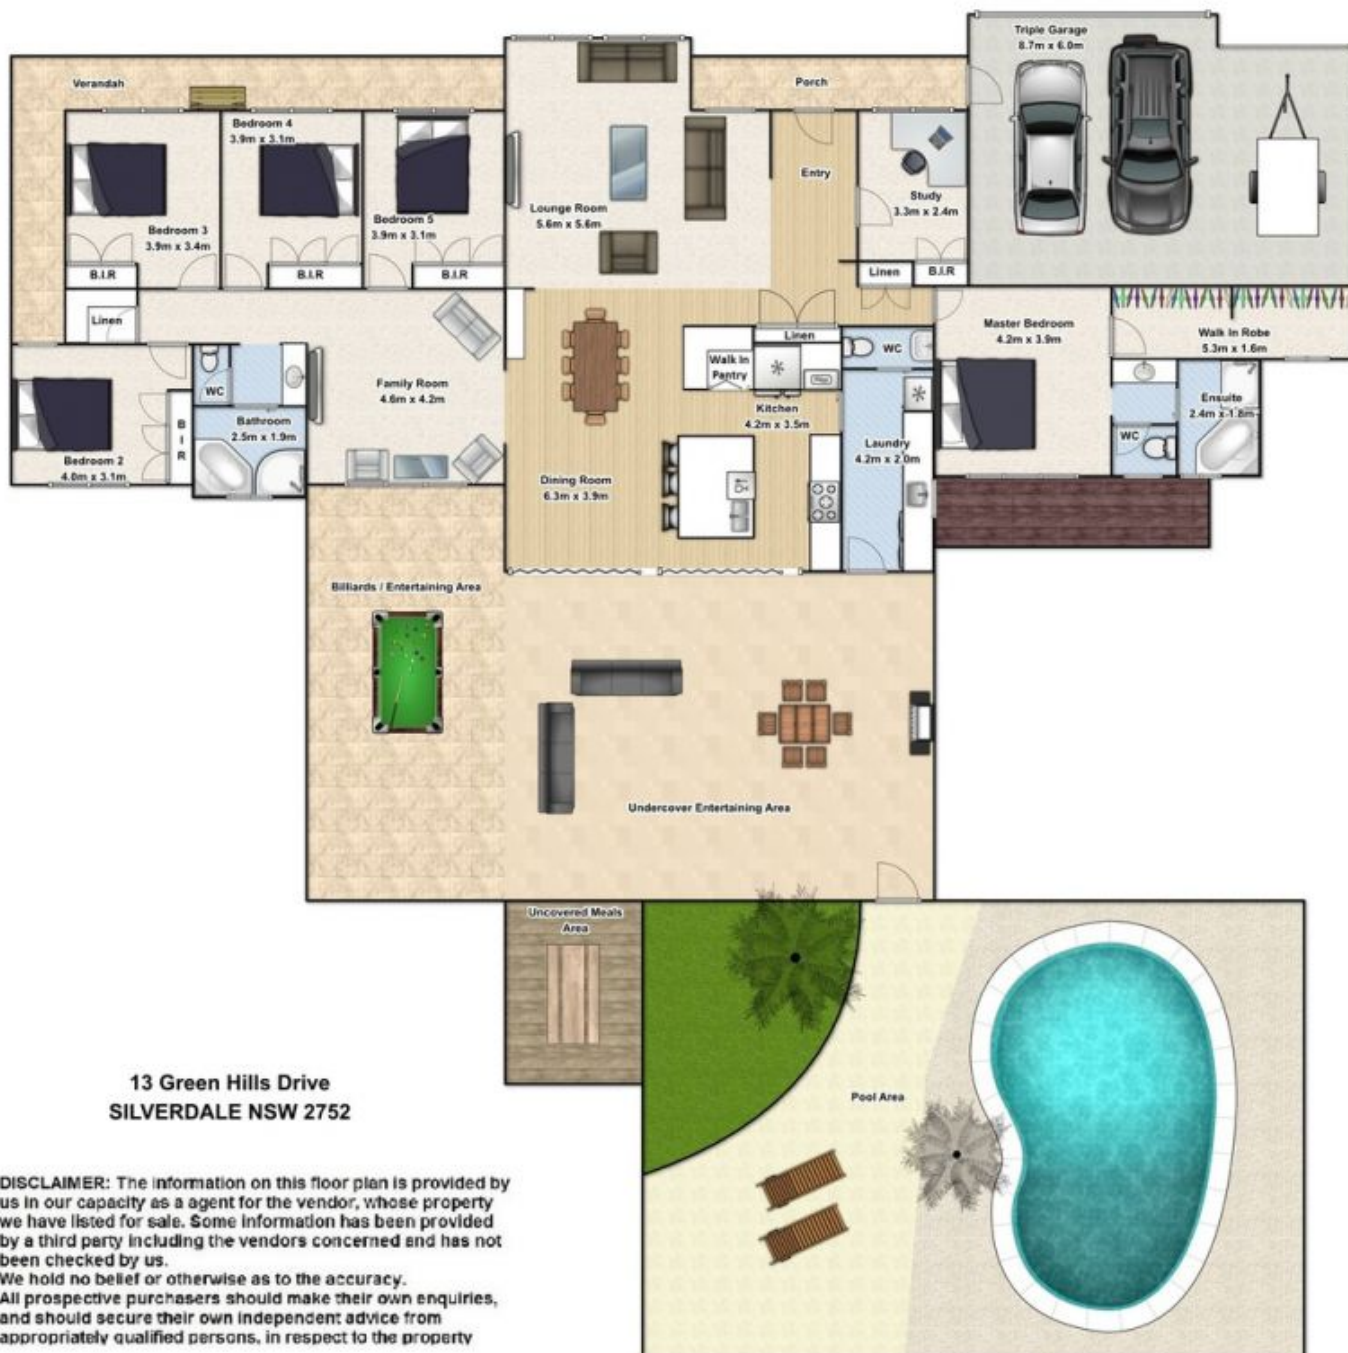 Triple Garage
8.7m x 6.0m
Verandah
Porch
Bedroom 4
3.9m x 3.1m
Entry
Study
3.3m x 2.4m
Lounge Room
5.6m x 5.6m
Bedroom 5
3.9m x 3.1m
Bedroom 3
3.9m x 3.4m
B.I.R
B.I.R
B.I.R
Linen
B.I.R
Linen
Master Bedroom
4.2m x 3.9m
Walk In Robe
5.3m x 1.6m
Linen
WC
Walk In
Pantry
Family Room
4.6m x 4.2m
WC
Kitchen
4.2m x 3.5m
Ensuite
2.4m x 1.8m
Bathroom
2.5m x 1.9m
B
I
R
WC
Laundry
4.2m x 2.0m
Bedroom 2
4.0m x 3.1m
Dining Room
6.3m x 3.9m
Billiards / Entertaining Area
Undercover Entertaining Area
Uncovered Meals
Area
Pool Area
13 Green Hills Drive
SILVERDALE NSW 2752
DISCLAIMER: The information on this floor plan is provided by
us in our capacity as a agent for the vendor, whose property
we have listed for sale. Some information has been provided
by a third party including the vendors concerned and has not
been checked by us.
We hold no belief or otherwise as to the accuracy.
All prospective purchasers should make their own enquiries,
and should secure their own independent advice from
appropriately qualified persons, in respect to the property